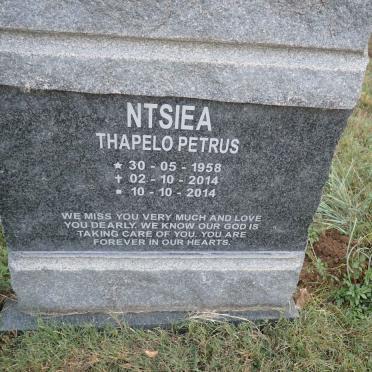 NTSIEA
THAPELO PETRUS
★ 30 - 05 - 1958
✝ 02 - 10 - 2014
■ 10 - 10 - 2014
WE MISS YOU VERY MUCH AND LOVE
YOU DEARLY. WE KNOW OUR GOD IS
TAKING CARE OF YOU. YOU ARE
FOREVER IN OUR HEARTS.